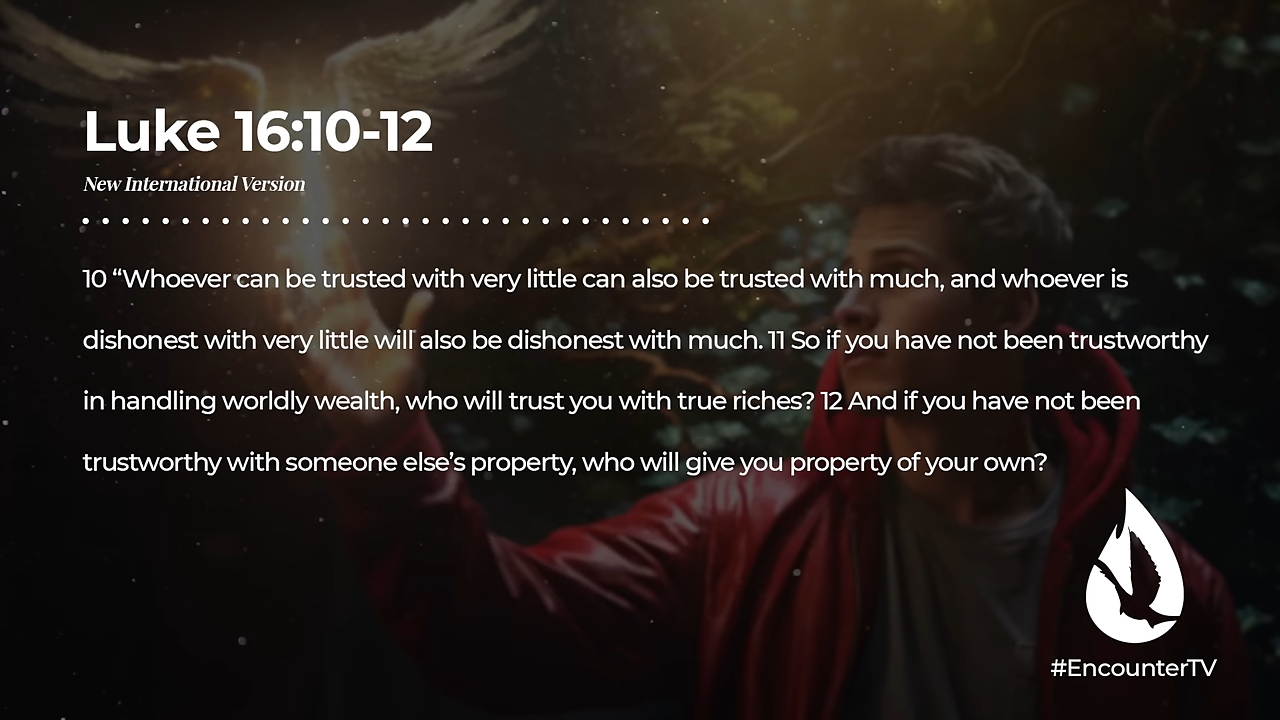 Luke 16:10-12
New International Version
10 “Whoever can be trusted with very little can also be trusted with much, and whoever is
dishonest with very little will also be dishonest with much. 11 So if you have not been trustworthy
in handling worldly wealth, who will trust you with true riches? 12 And if you have not been
trustworthy with someone else’s property, who will give you property of your own?
#EncounterTV